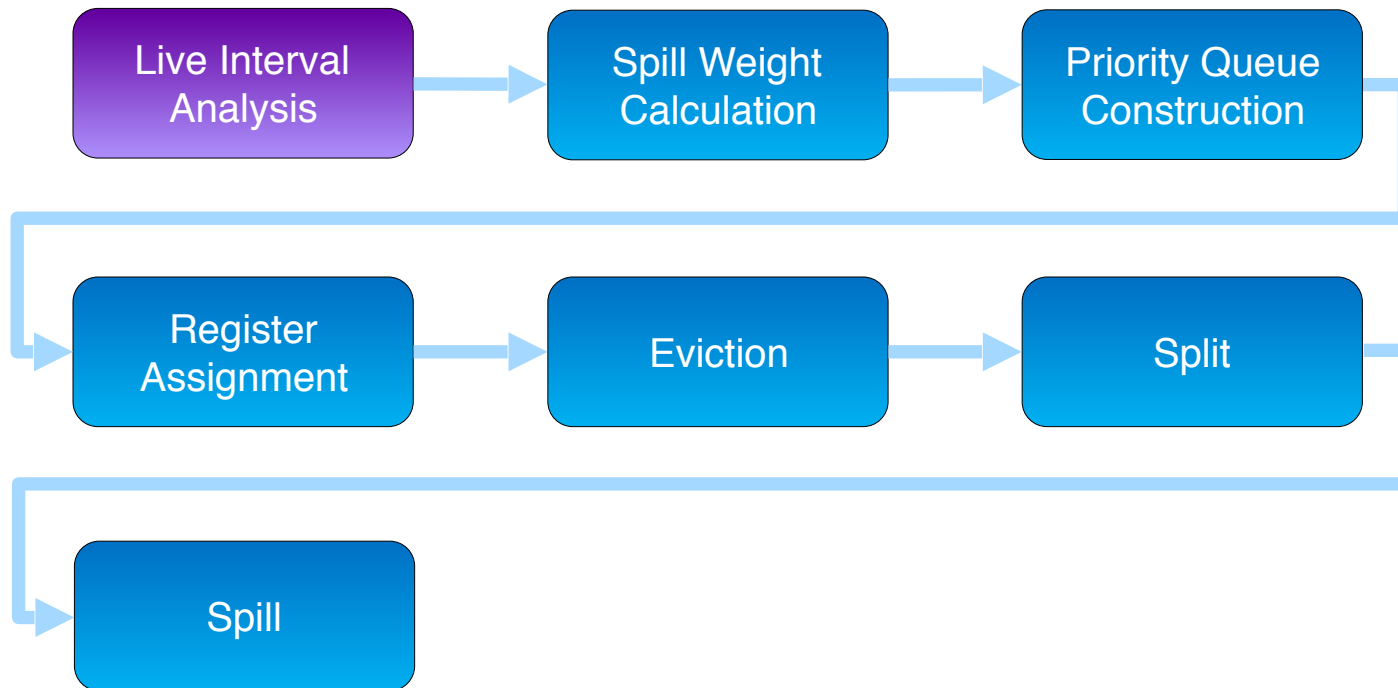 Live Interval
Analysis
Spill Weight
Calculation
Priority Queue
Construction
Register
Assignment
Eviction
Split
Spill